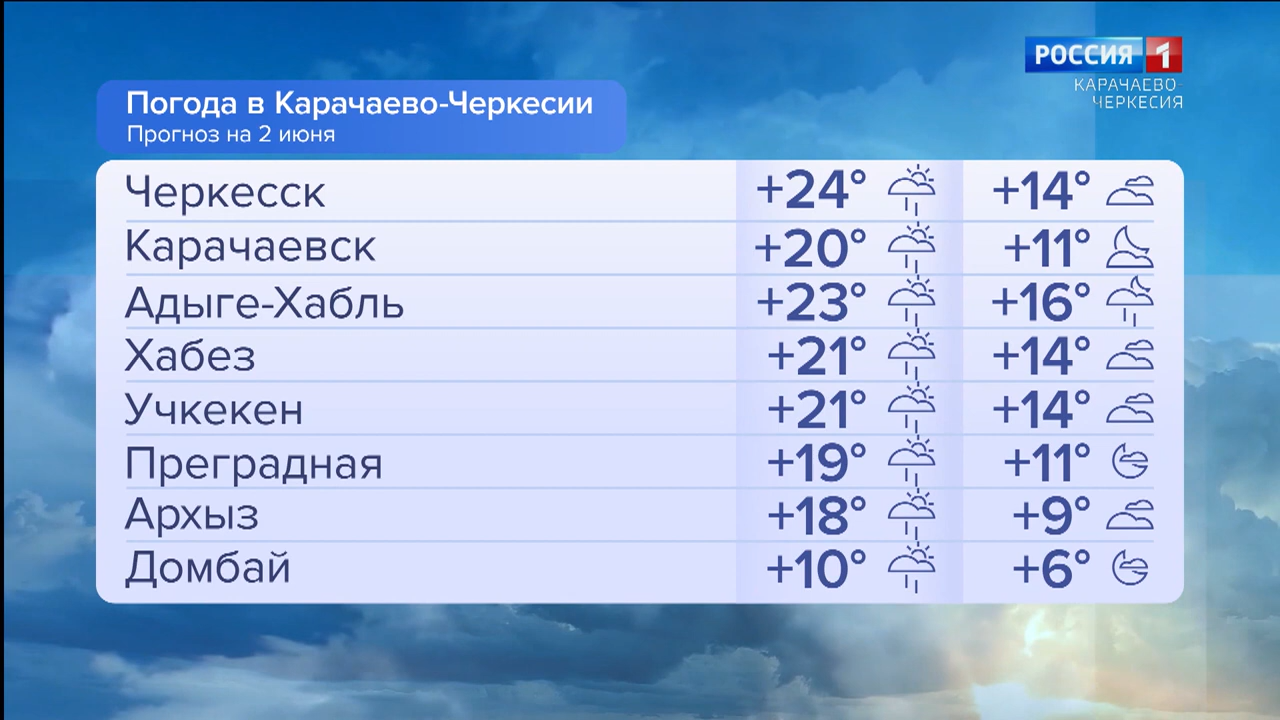 РОССИЯ 1
КАРАЧАЕВО-
ЧЕРКЕСИЯ
Погода в Карачаево-Черкесии
Прогноз на 2 июня
Черкесск +24° +14°
Карачаевск +20° +11°
Адыге-Хабль +23° +16°
Хабез +21° +14°
Учкекен +21° +14°
Преградная +19° +11°
Архыз +18° +9°
Домбай +10° +6°